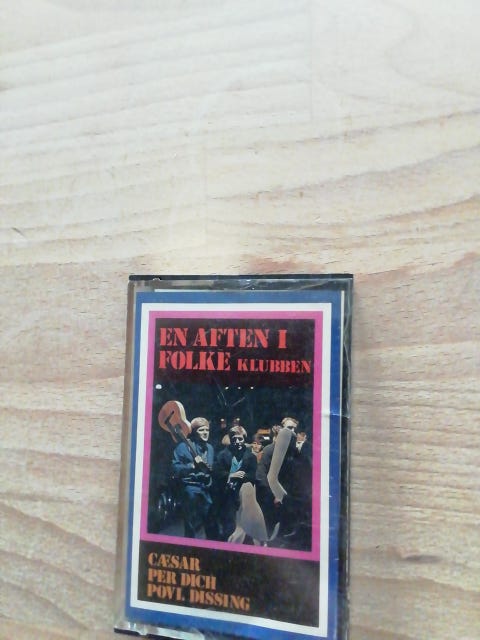 EN AFTEN I
FOLKE KLUBBEN
CÆSAR
PER DICH
POVL DISSING